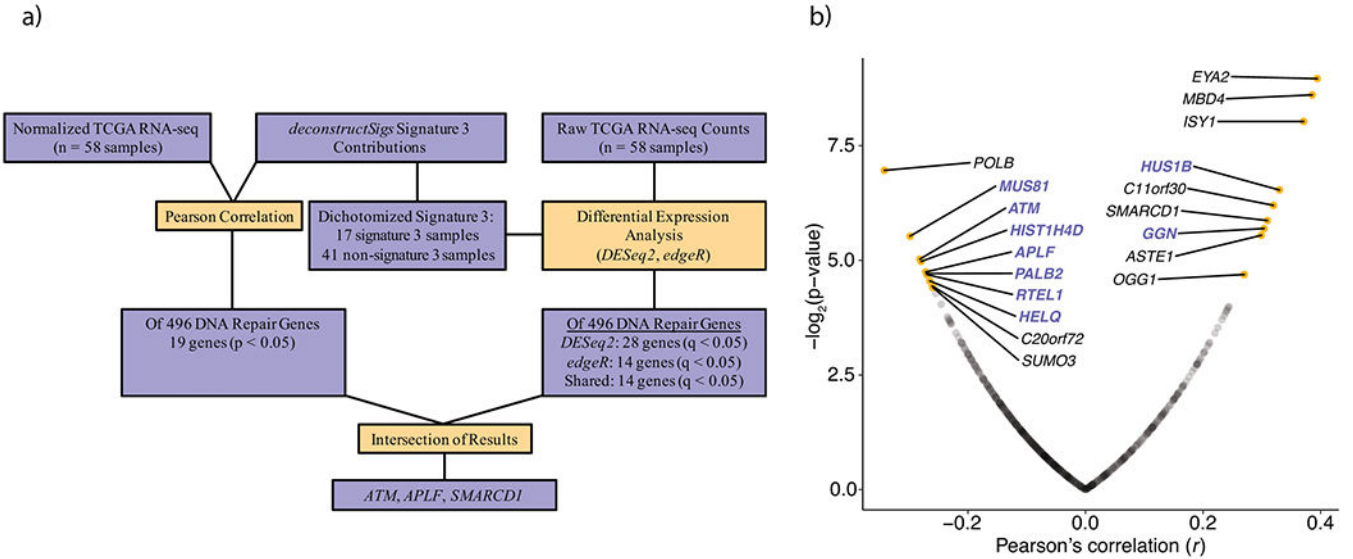 a)
Normalized TCGA RNA-seq
(n = 58 samples)
deconstructSigs Signature 3
Contributions
Raw TCGA RNA-seq Counts
(n = 58 samples)
Pearson Correlation
Dichotomized Signature 3:
17 signature 3 samples
41 non-signature 3 samples
Differential Expression
Analysis
(DESeq2, edgeR)
Of 496 DNA Repair Genes
19 genes (p < 0.05)
Of 496 DNA Repair Genes
DESeq2: 28 genes (q < 0.05)
edgeR: 14 genes (q < 0.05)
Shared: 14 genes (q < 0.05)
Intersection of Results
ATM, APLF, SMARCD1
b)
-log2(p-value)
7.5
5.0
2.5
0.0
POLB
MUS81
ATM
HIST1H4D
APLF
PALB2
RTEL1
HELQ
C20orf72
SUMO3
EYA2
MBD4
ISY1
HUS1B
C11orf30
SMARCD1
GGN
ASTE1
OGG1
−0.2
0.0
0.2
0.4
Pearson's correlation (r)